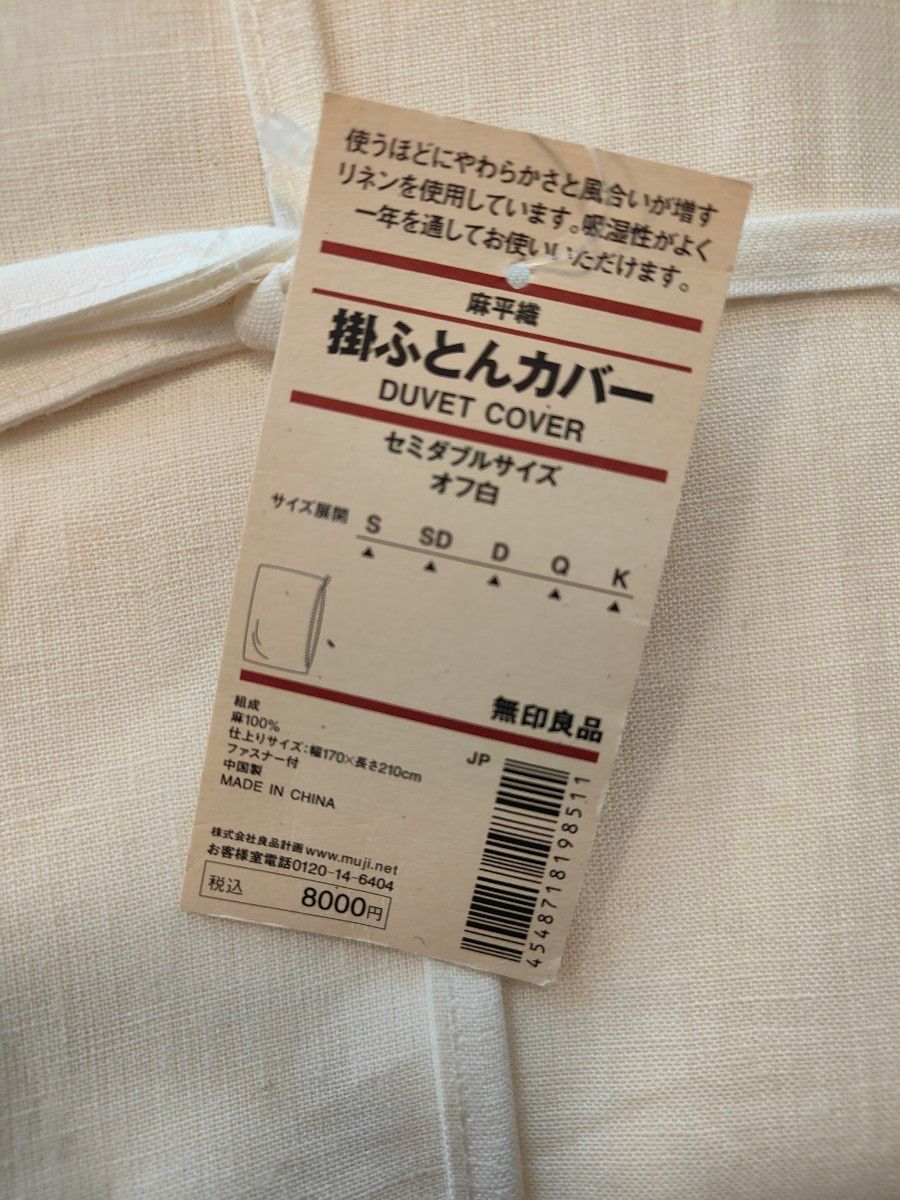 使うほどにやわらかさと風合いが増す
リネンを使用しています。吸湿性がよく
一年を通してお使いいただけます。
麻平織
掛ふとんカバー
DUVET COVER
セミダブルサイズ
オフ白
サイズ展開
S SD D Q K
無印良品
組成
麻100%
仕上りサイズ:幅170×長さ210cm
ファスナー付
中国製
MADE IN CHINA
JP
株式会社良品計画 www.muji.net
お客様室電話0120-14-6404
税込 8000円
4548718198511